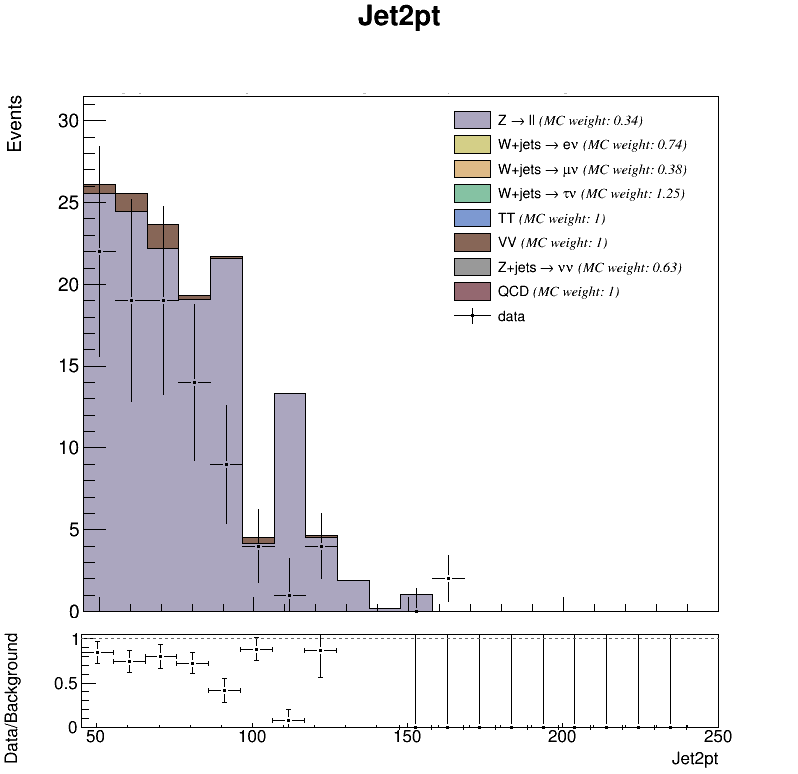 Jet2pt
Events
30
25
20
15
10
5
0
Z → ll (MC weight: 0.34)
W+jets → eν (MC weight: 0.74)
W+jets → μν (MC weight: 0.38)
W+jets → τν (MC weight: 1.25)
TT (MC weight: 1)
VV (MC weight: 1)
Z+jets → νν (MC weight: 0.63)
QCD (MC weight: 1)
data
Data/Background
1
0.5
0
50 100 150 200 250
Jet2pt